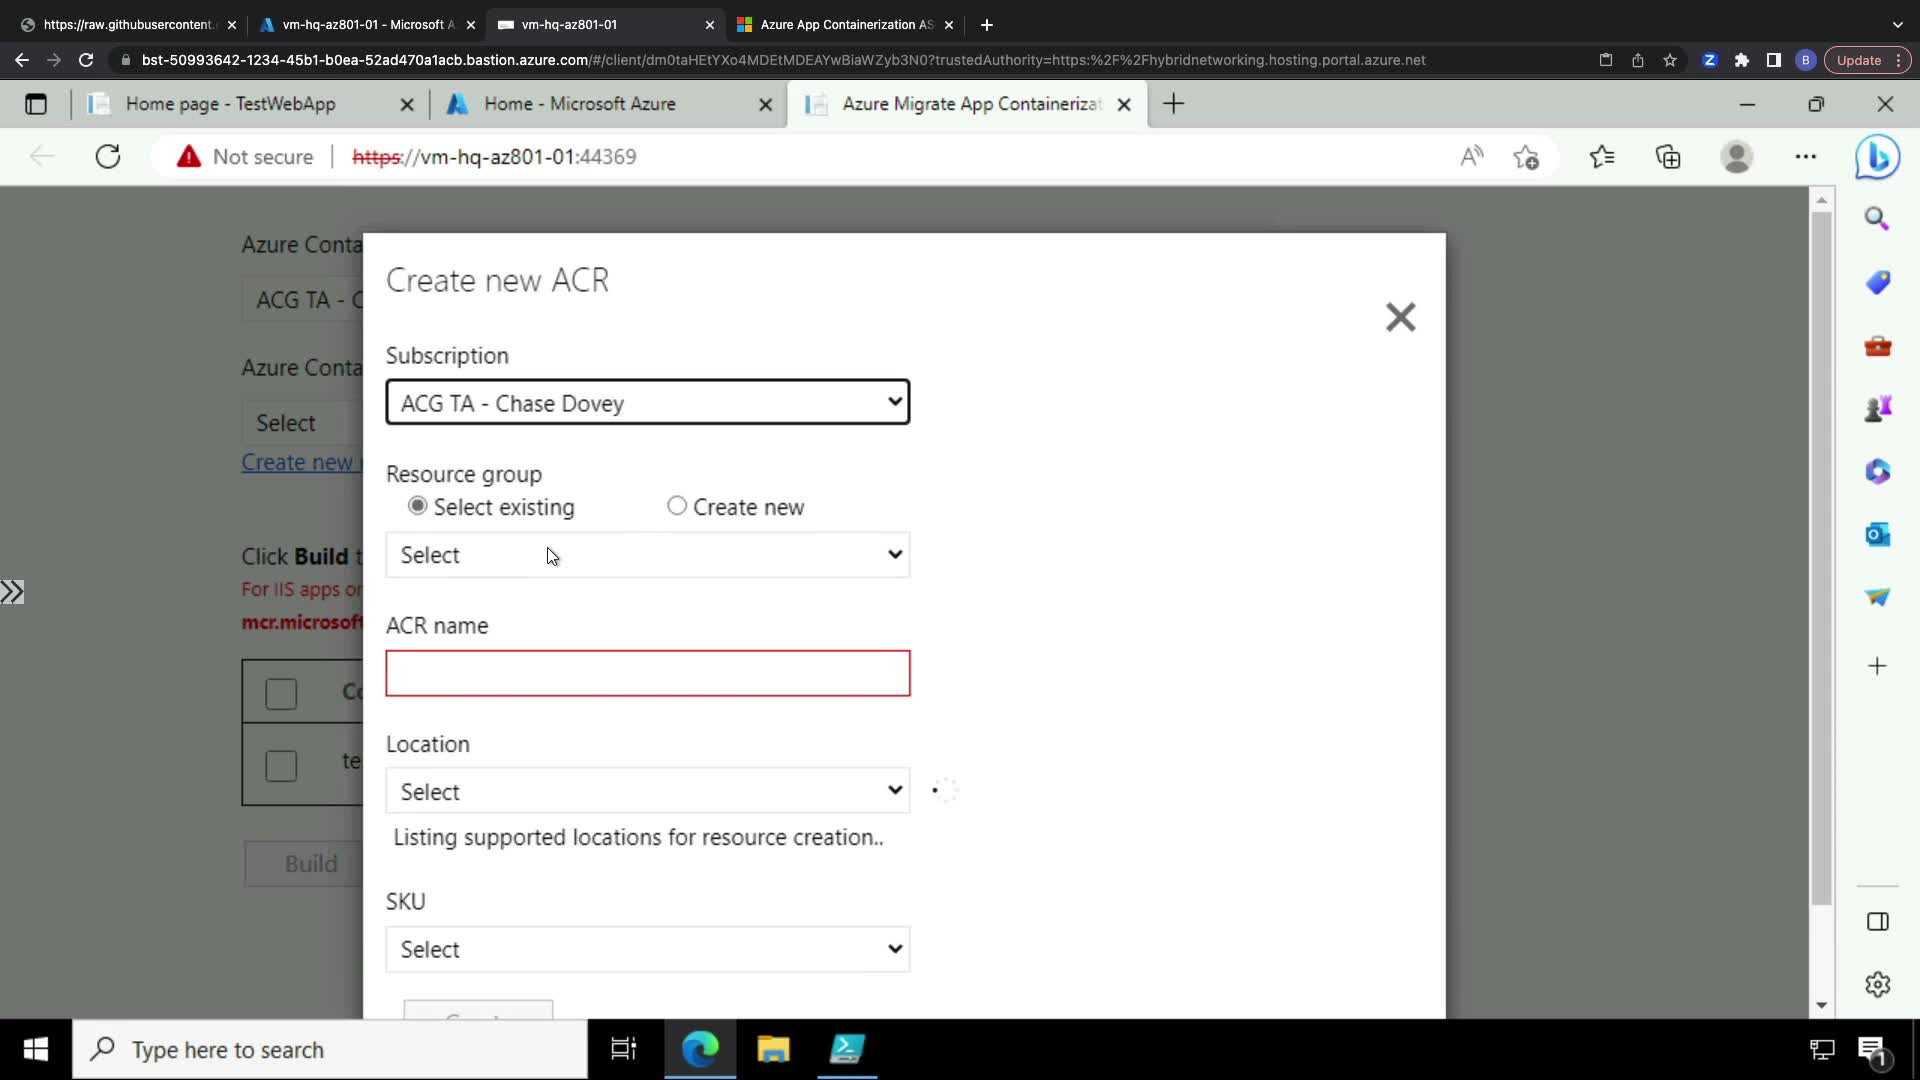 https://raw.githubusercontent.
vm-hq-az801-01 - Microsoft A
vm-hq-az801-01
Azure App Containerization AS
bst-50993642-1234-45b1-b0ea-52ad470a1acb.bastion.azure.com/#/client/dm0taHEtYXo4MDEtMDEAYwBiaWZyb3N0?trustedAuthority=https:%2F%2Fhybridnetworking.hosting.portal.azure.net
B
Update
Home page - TestWebApp
Home - Microsoft Azure
Azure Migrate App Containerizat
Not secure
https://vm-hq-az801-01:44369
Azure Conta
ACG TA - C
Azure Conta
Select
Create new
Click Build t
For IIS apps or
mcr.microsoft
Co
te
Build
Create new ACR
Subscription
ACG TA - Chase Dovey
Resource group
Select existing
Create new
Select
ACR name
Location
Select
Listing supported locations for resource creation..
SKU
Select
Type here to search
1